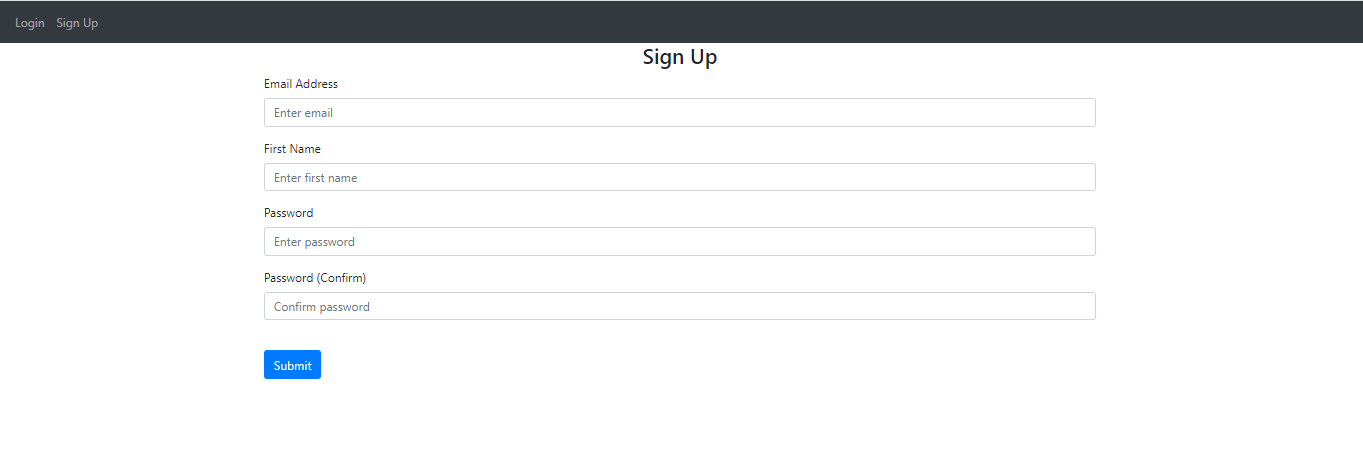 Login Sign Up
Sign Up
Email Address
Enter email
First Name
Enter first name
Password
Enter password
Password (Confirm)
Confirm password
Submit